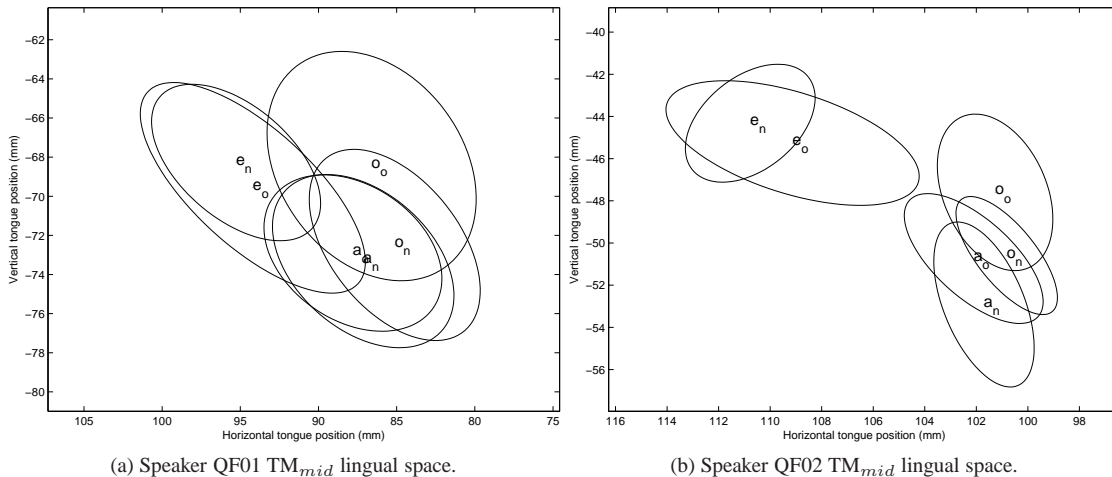 −62
−64
−66
−68
−70
−72
−74
−76
−78
−80
105 100 95 90 85 80 75
Vertical tongue position (mm)
Horizontal tongue position (mm)
e_n
e_o
o_o
o_n
a_o
a_n
(a) Speaker QF01 TM_mid lingual space.
−40
−42
−44
−46
−48
−50
−52
−54
−56
116 114 112 110 108 106 104 102 100 98
Vertical tongue position (mm)
Horizontal tongue position (mm)
e_n
e_o
o_o
o_n
a_o
a_n
(b) Speaker QF02 TM_mid lingual space.